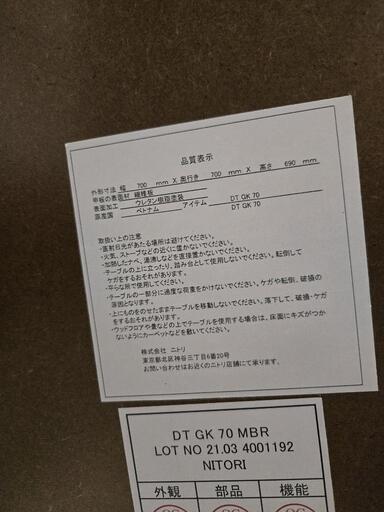 品質表示
外形寸法 幅 700 mm X 奥行き 700 mm X 高さ 690 mm
甲板の表面材 繊維板
表面加工 ウレタン樹脂塗装 アイテム DT GK 70
原産国 ベトナム DT GK 70
取扱い上の注意
・直射日光があたる場所は避けてください。
・火気、ストーブなどの近くに置かないでください。
・加熱したナベ、湯沸しなどを直接置かないでください。
・テーブルの上に立ったり、踏み台として使用しないでください。転倒して
ケガをするおそれがあります。
・平らな所で使用してください。
・テーブルの一部分に過度な荷重をかけないでください。ケガや転倒、破損の
原因となります。
・上にものをのせたままテーブルを移動しないでください。落下して、破損・ケガ
をするおそれがあります。
・ウッドフロアや畳などの上でテーブルを使用する場合は、床面にキズがつか
ないようにカーペットなどを敷いてください。
株式会社 ニトリ
東京都北区神谷三丁目6番20号
お問い合わせはお近くのニトリ店舗にて承ります。
DT GK 70 MBR
LOT NO 21.03 4001192
NITORI
外観 部品 機能